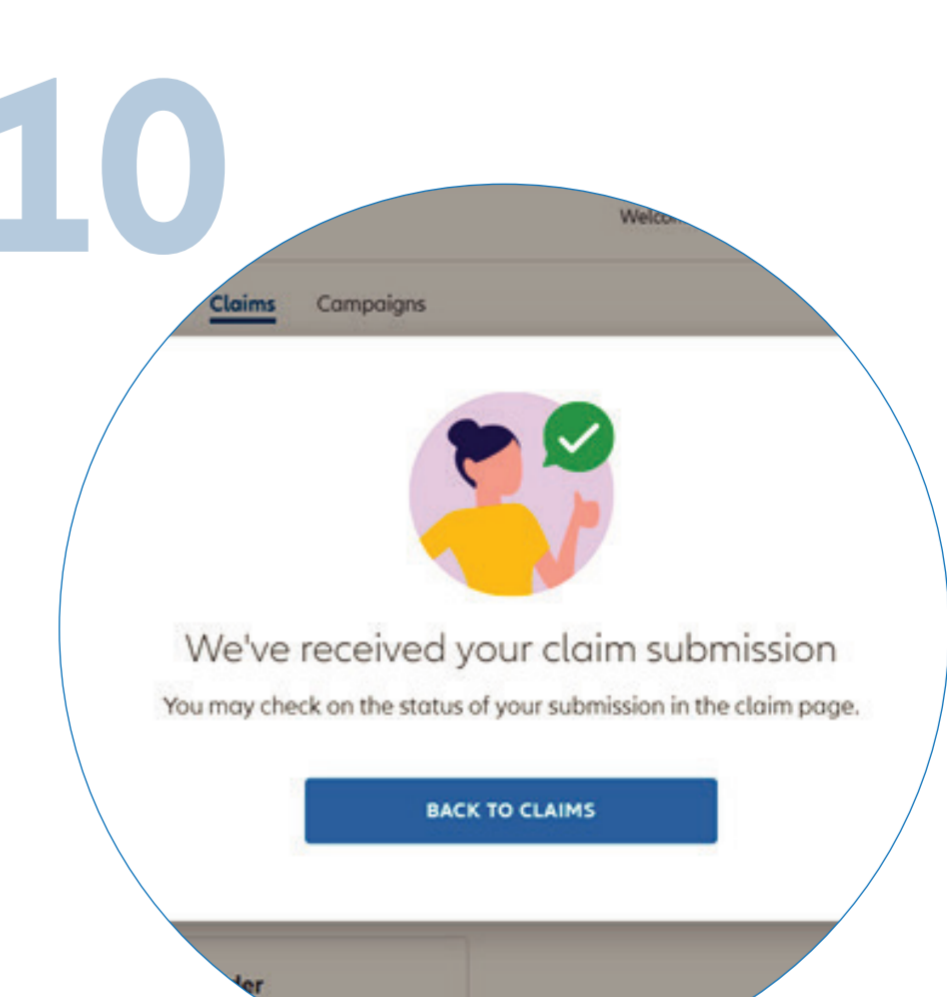 10
Claims Campaigns
We've received your claim submission
You may check on the status of your submission in the claim page.
BACK TO CLAIMS